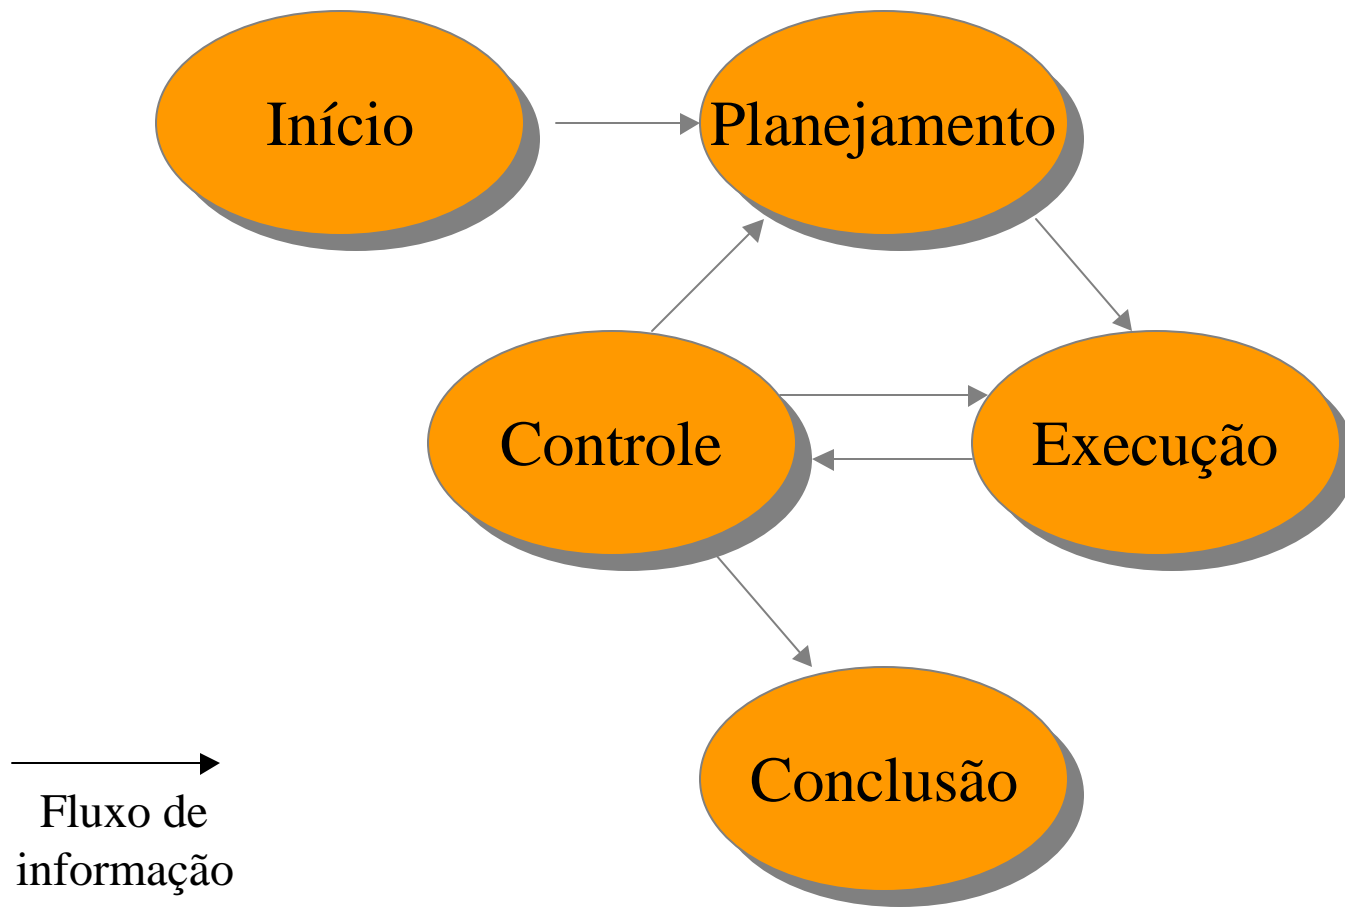 Início
Planejamento
Controle
Execução
Conclusão
Fluxo de
informação